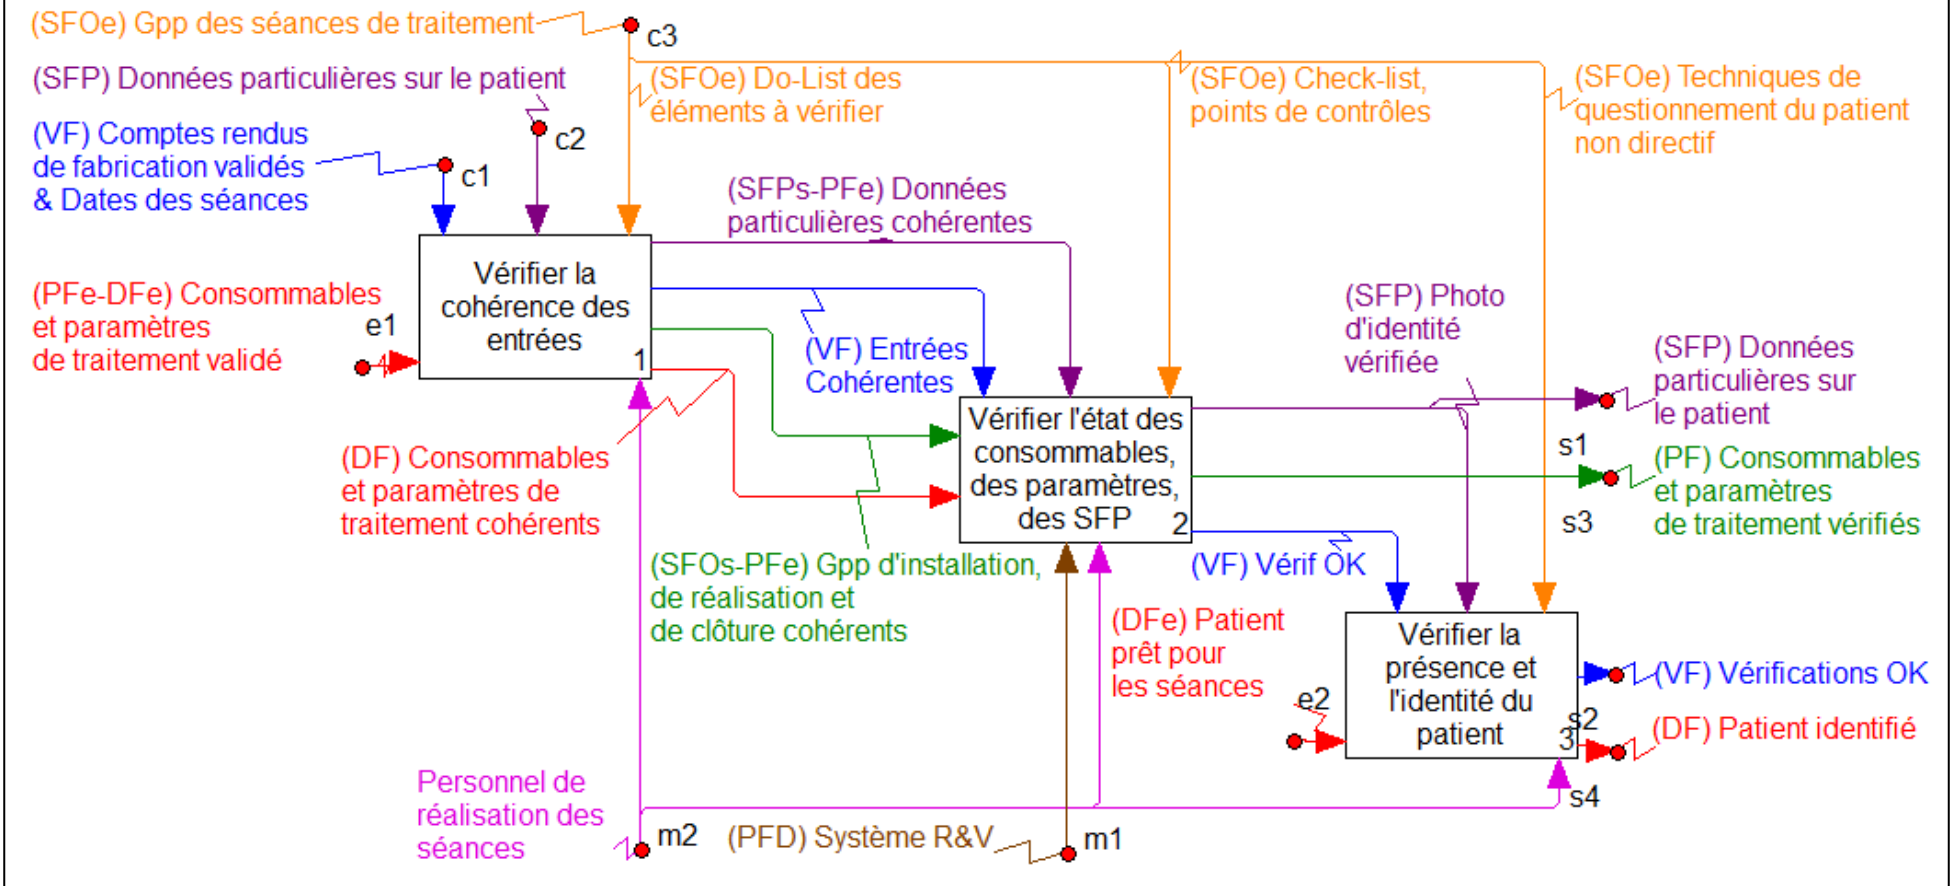 (SFOe) Gpp des séances de traitement
c3
(SFP) Données particulières sur le patient
c2
(VF) Comptes rendus
de fabrication validés
& Dates des séances
c1
(SFOe) Do-List des
éléments à vérifier
(SFOe) Check-list,
points de contrôles
(SFOe) Techniques de
questionnement du patient
non directif
(SFPs-PFe) Données
particulières cohérentes
(PFe-DFe) Consommables
et paramètres
de traitement validé
e1
Vérifier la
cohérence des
entrées
1
(VF) Entrées
Cohérentes
(SFP) Photo
d'identité
vérifiée
(SFP) Données
particulières sur
le patient
s1
(DF) Consommables
et paramètres de
traitement cohérents
Vérifier l'état des
consommables,
des paramètres,
des SFP
2
(PF) Consommables
et paramètres
de traitement vérifiés
s3
(SFOs-PFe) Gpp d'installation,
de réalisation et
de clôture cohérents
(VF) Vérif OK
(DFe) Patient
prêt pour
les séances
e2
Vérifier la
présence et
l'identité du
patient
3
(VF) Vérifications OK
s2
(DF) Patient identifié
s4
Personnel de
réalisation des
séances
m2
(PFD) Système R&V
m1